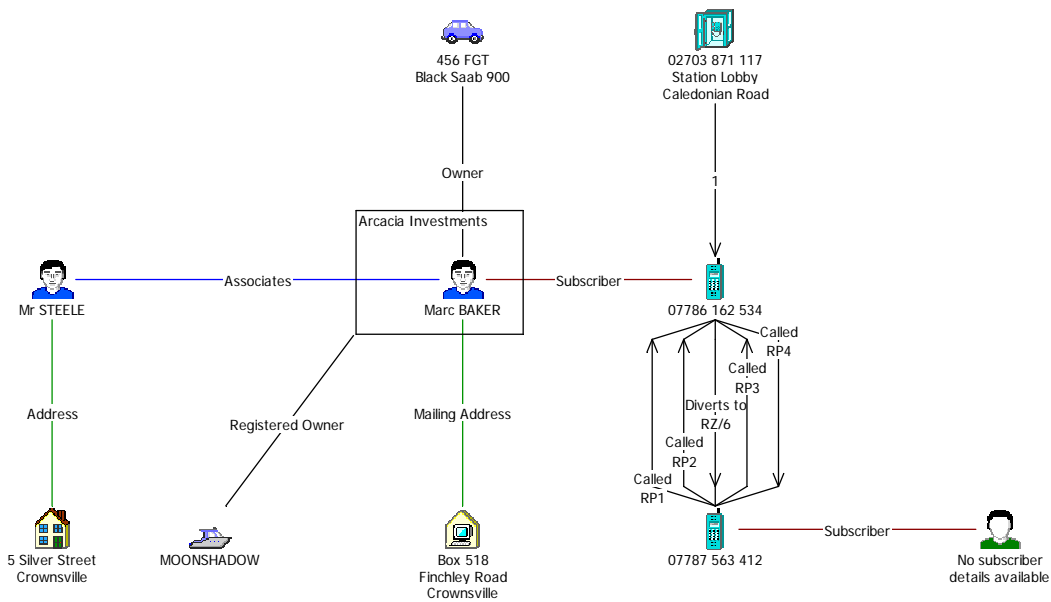 456 FGT
Black Saab 900
02703 871 117
Station Lobby
Caledonian Road
Owner
1
Arcacia Investments
Associates
Subscriber
Mr STEELE
Marc BAKER
07786 162 534
Called
RP4
Called
RP3
Diverts to
RZ/6
Called
RP2
Called
RP1
Address
Registered Owner
Mailing Address
Subscriber
5 Silver Street
Crownsville
MOONSHADOW
Box 518
Finchley Road
Crownsville
07787 563 412
No subscriber
details available